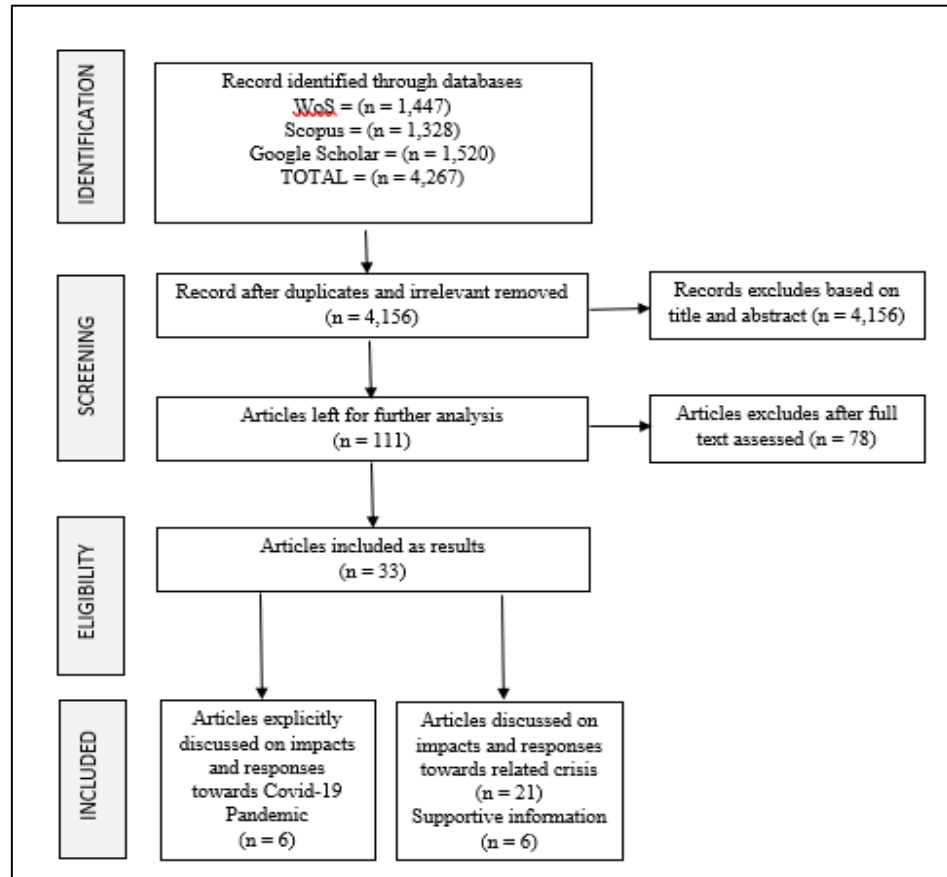 IDENTIFICATION
Record identified through databases
WoS = (n = 1,447)
Scopus = (n = 1,328)
Google Scholar = (n = 1,520)
TOTAL = (n = 4,267)
SCREENING
Record after duplicates and irrelevant removed
(n = 4,156)
Records excludes based on
title and abstract (n = 4,156)
Articles left for further analysis
(n = 111)
Articles excludes after full
text assessed (n = 78)
ELIGIBILITY
Articles included as results
(n = 33)
INCLUDED
Articles explicitly
discussed on impacts
and responses
towards Covid-19
Pandemic
(n = 6)
Articles discussed on
impacts and responses
towards related crisis
(n = 21)
Supportive information
(n = 6)